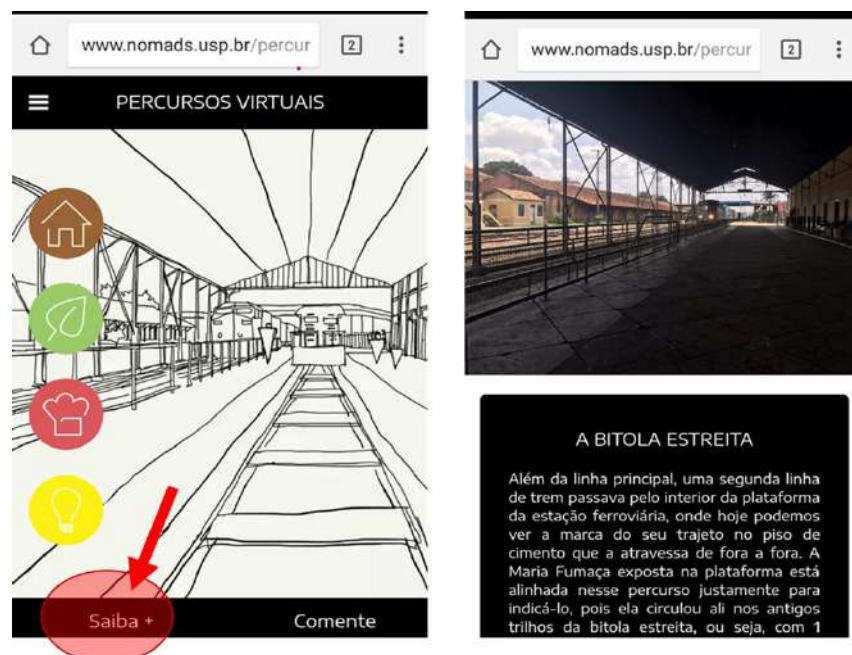 www.nomads.usp.br/percur
2
PERCURSOS VIRTUAIS
Saiba +
Comente
www.nomads.usp.br/percur
2
A BITOLA ESTREITA
Além da linha principal, uma segunda linha
de trem passava pelo interior da plataforma
da estação ferroviária, onde hoje podemos
ver a marca do seu trajeto no piso de
cimento que a atravessa de fora a fora. A
Maria Fumaça exposta na plataforma está
alinhada nesse percurso justamente para
indicá-lo, pois ela circulou ali nos antigos
trilhos da bitola estreita, ou seja, com 1